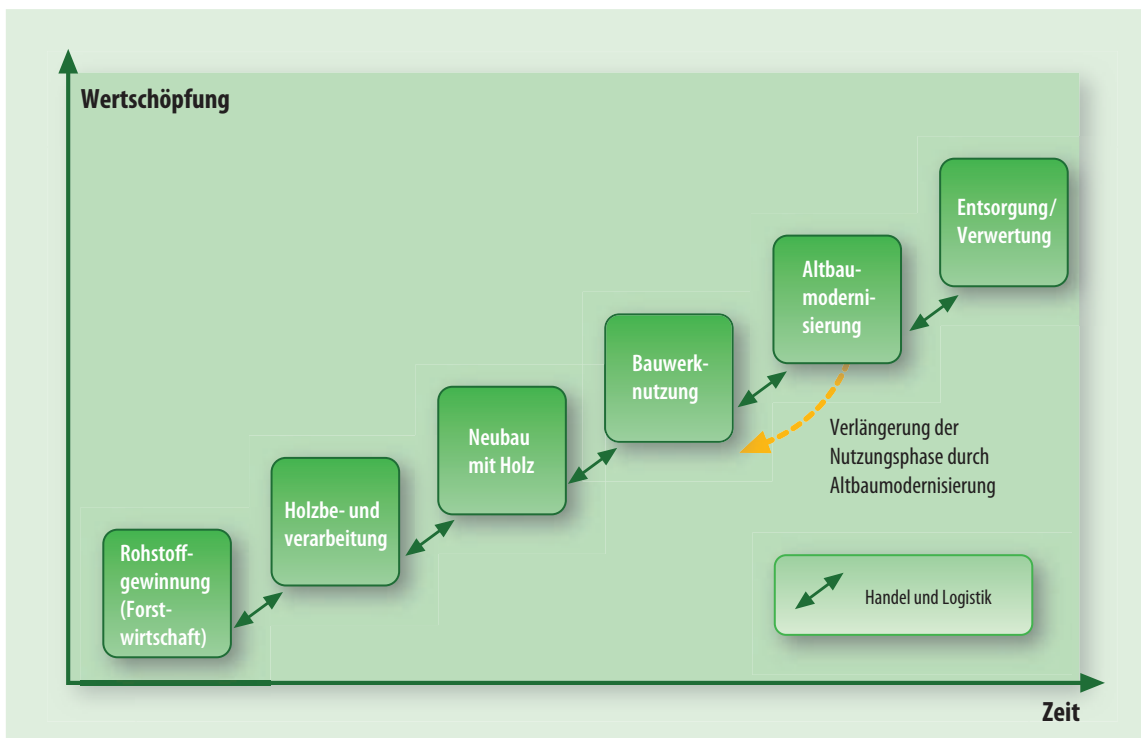 Wertschöpfung
Entsorgung/
Verwertung
Altbau-
moderni-
sierung
Bauwerk-
nutzung
Neubau
mit Holz
Holzbe- und
verarbeitung
Rohstoff-
gewinnung
(Forst-
wirtschaft)
Verlängerung der
Nutzungsphase durch
Altbaumodernisierung
Handel und Logistik
Zeit